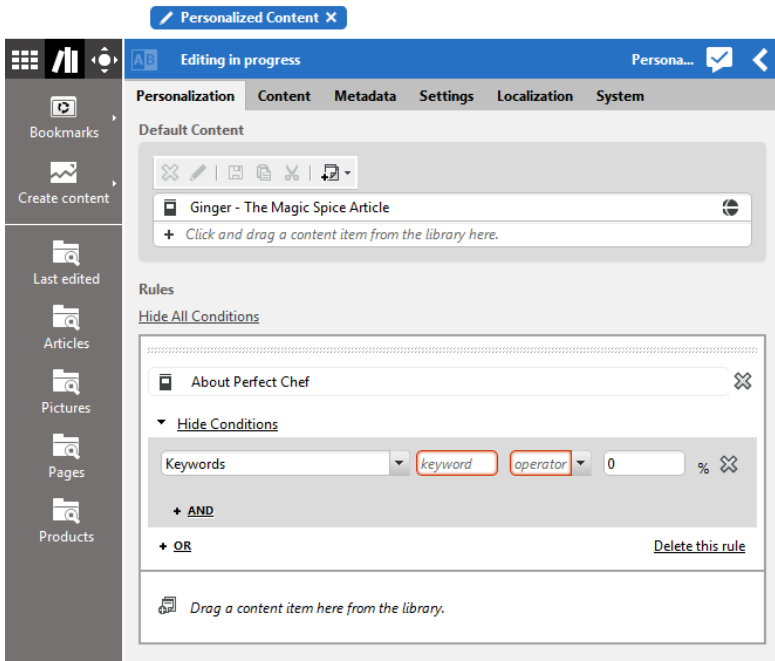 Personalized Content
AB Editing in progress Persona...
Personalization Content Metadata Settings Localization System
Bookmarks
Create content
Last edited
Articles
Pictures
Pages
Products
Default Content
Ginger - The Magic Spice Article
+ Click and drag a content item from the library here.
Rules
Hide All Conditions
About Perfect Chef
Hide Conditions
Keywords keyword operator 0 %
+ AND
+ OR Delete this rule
Drag a content item here from the library.